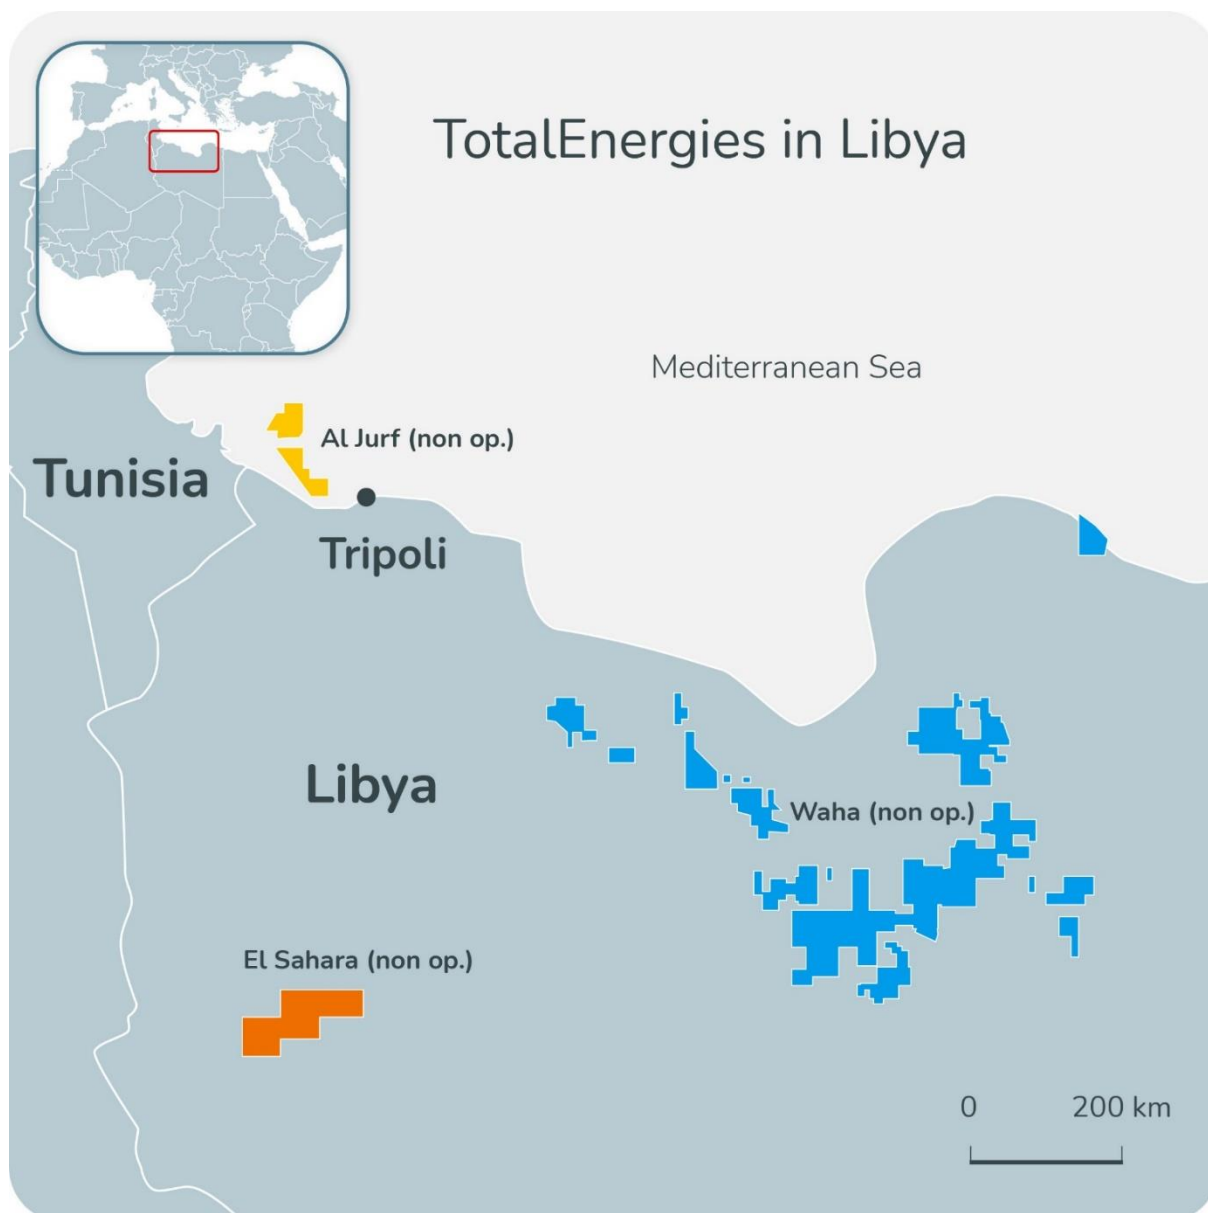 TotalEnergies in Libya
Mediterranean Sea
Al Jurf (non op.)
Tunisia
Tripoli
Libya
Waha (non op.)
El Sahara (non op.)
0 200 km